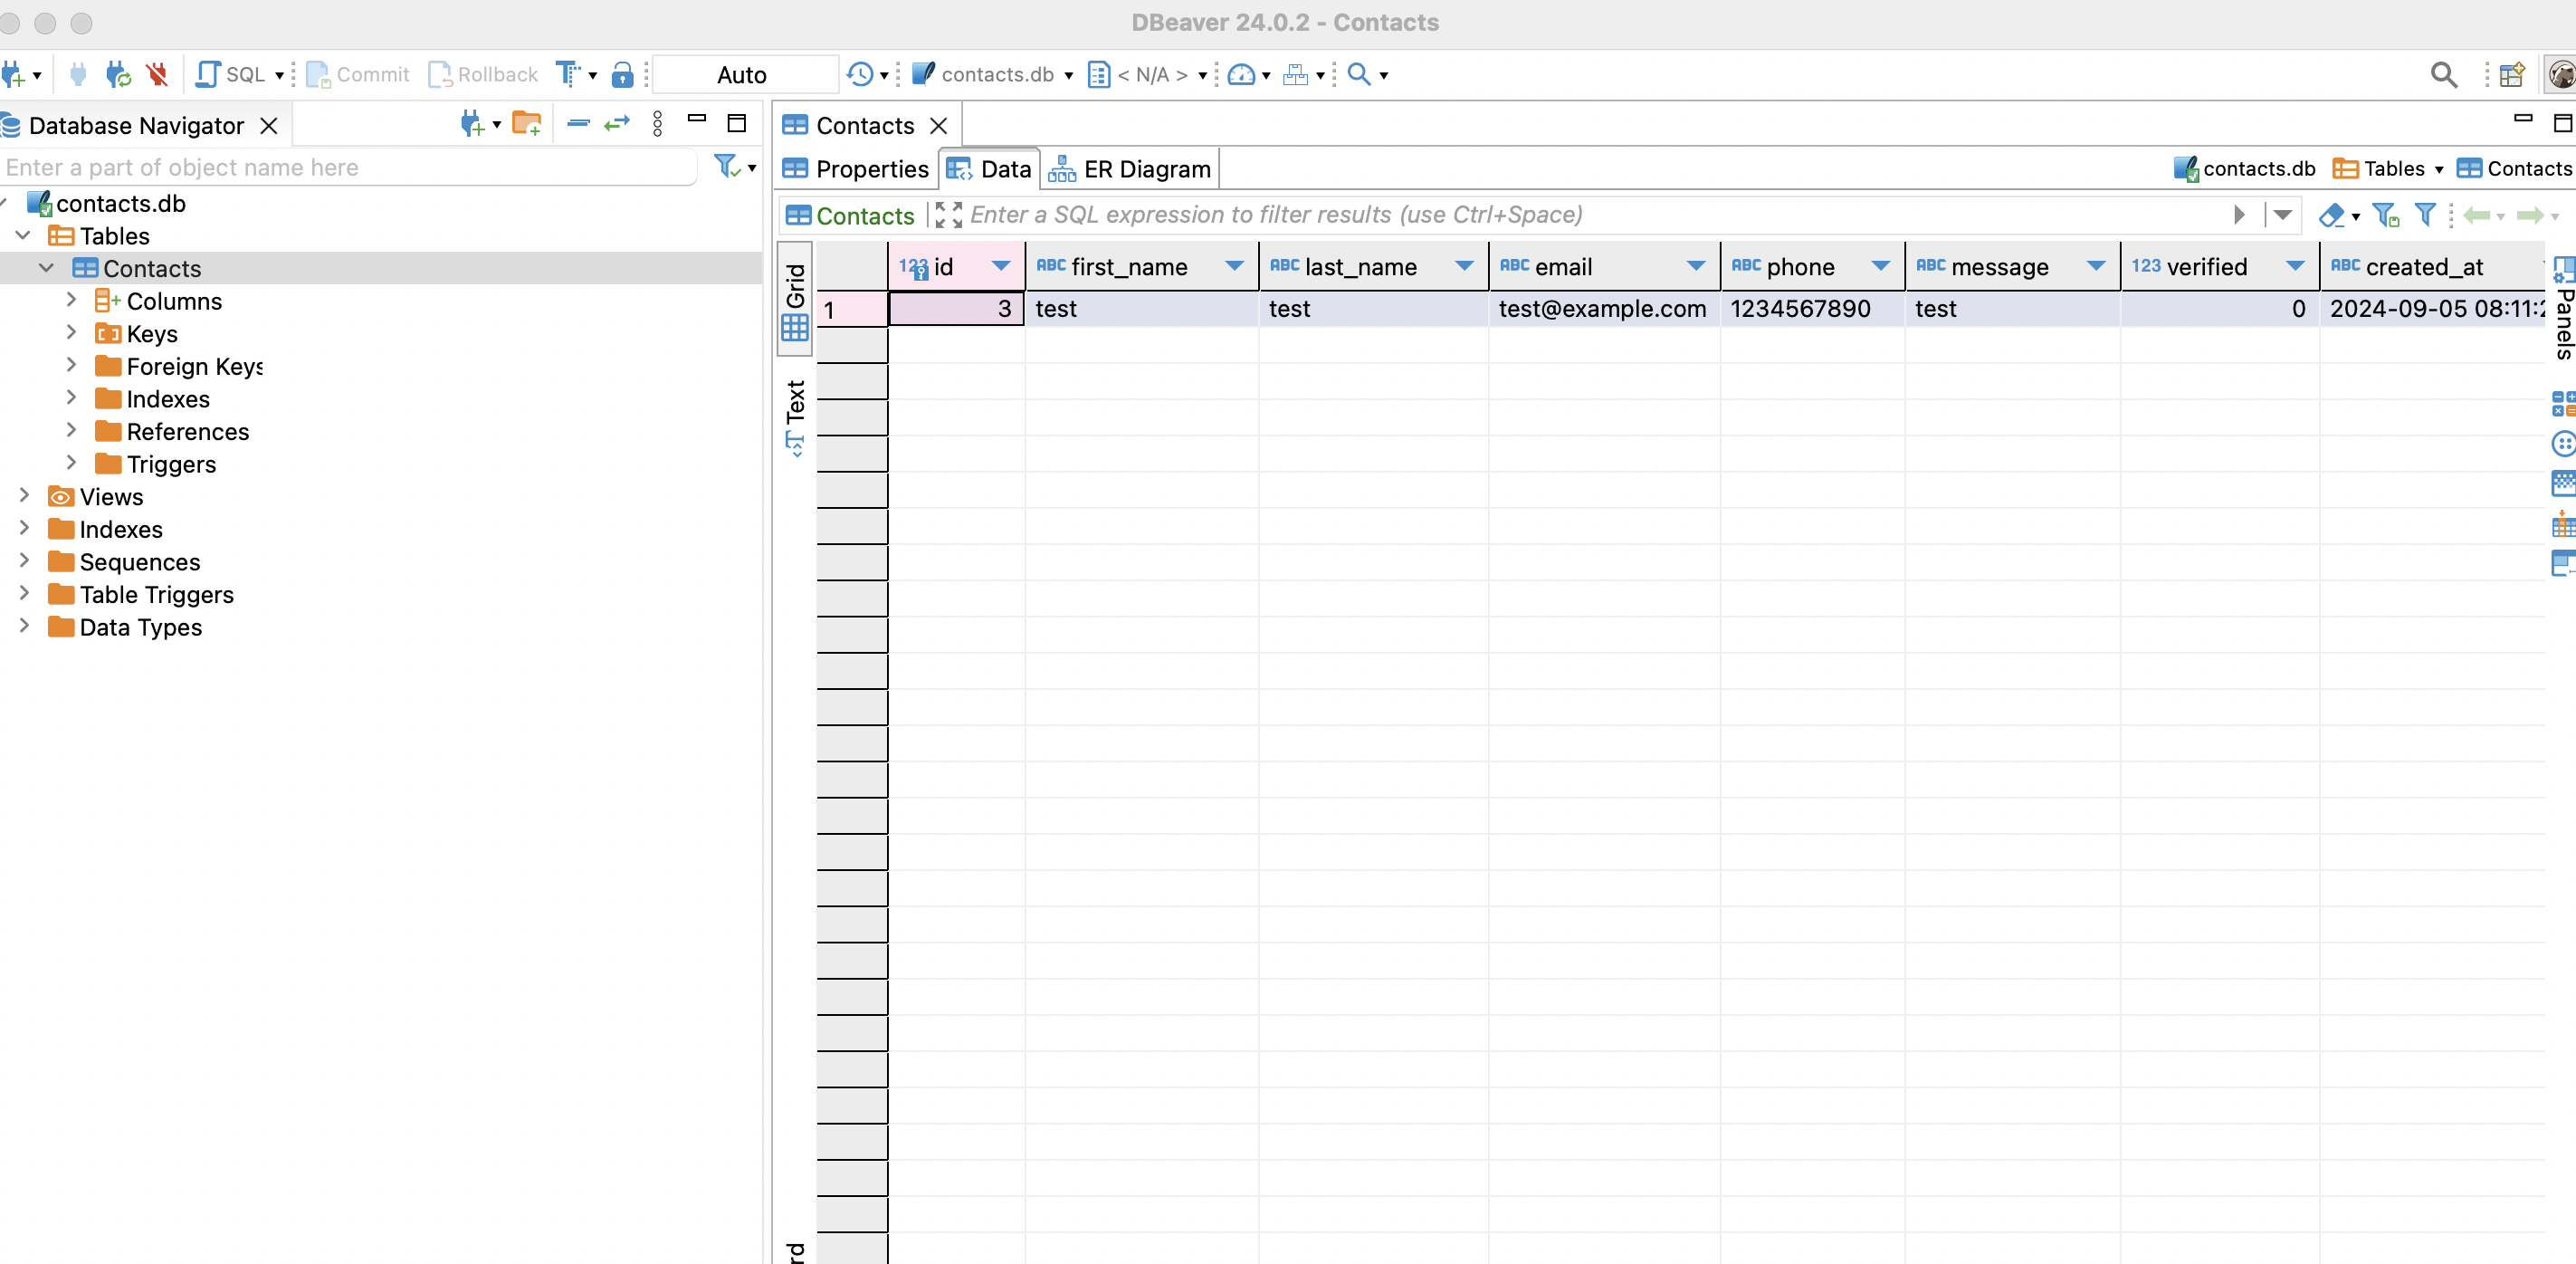 DBeaver 24.0.2 - Contacts
SQL Commit Rollback Auto contacts.db < N/A >
Database Navigator
Enter a part of object name here
contacts.db
Tables
Contacts
Columns
Keys
Foreign Keys
Indexes
References
Triggers
Views
Indexes
Sequences
Table Triggers
Data Types
Contacts
Properties Data ER Diagram contacts.db Tables Contacts
Contacts Enter a SQL expression to filter results (use Ctrl+Space)
Grid
Text
123 id ABC first_name ABC last_name ABC email ABC phone ABC message 123 verified ABC created_at
1 3 test test test@example.com 1234567890 test 0 2024-09-05 08:11:2
Panels
rd